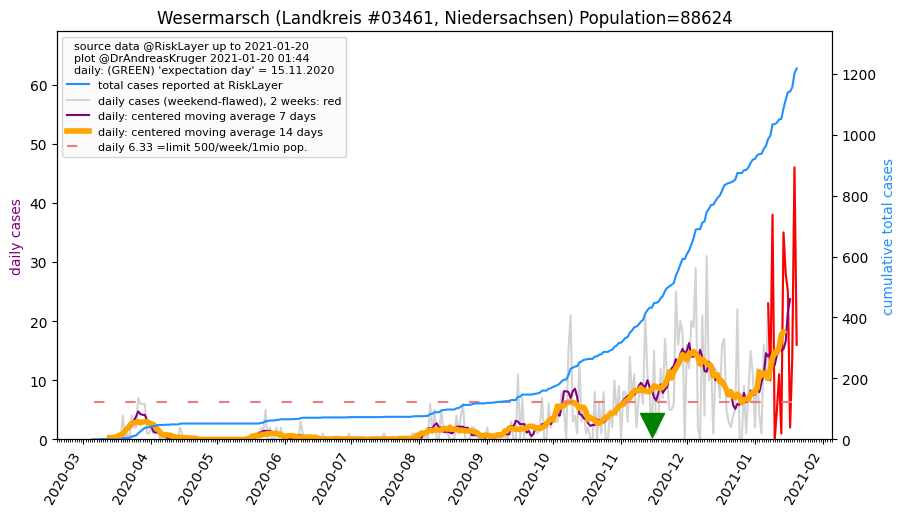 Wesermarsch (Landkreis #03461, Niedersachsen) Population=88624
source data @RiskLayer up to 2021-01-20
plot @DrAndreasKruger 2021-01-20 01:44
daily: (GREEN) 'expectation day' = 15.11.2020
total cases reported at RiskLayer
daily cases (weekend-flawed), 2 weeks: red
daily: centered moving average 7 days
daily: centered moving average 14 days
daily 6.33 =limit 500/week/1mio pop.
daily cases
60
50
40
30
20
10
0
cumulative total cases
1200
1000
800
600
400
200
0
2020-03
2020-04
2020-05
2020-06
2020-07
2020-08
2020-09
2020-10
2020-11
2020-12
2021-01
2021-02